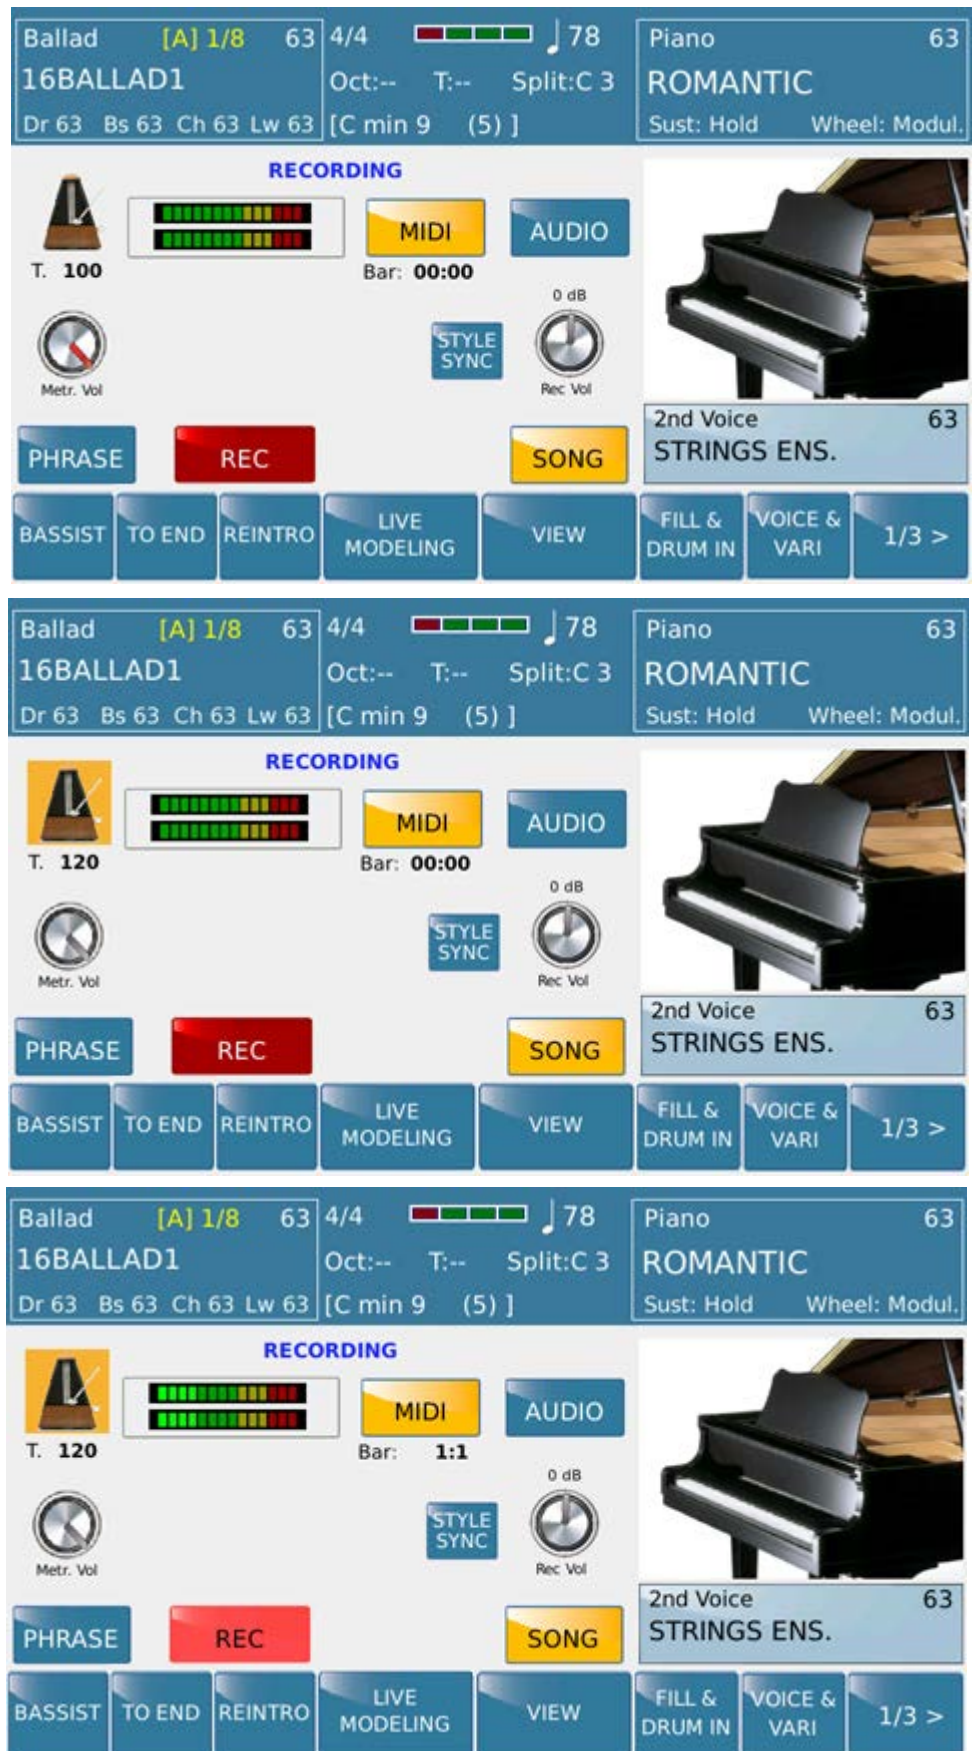 Ballad [A] 1/8 63 4/4 78 Piano 63
16BALLAD1 Oct:-- T:-- Split:C 3 ROMANTIC
Dr 63 Bs 63 Ch 63 Lw 63 [C min 9 (5) ] Sust: Hold Wheel: Modul.
RECORDING
MIDI AUDIO
T. 100 Bar: 00:00
0 dB
STYLE
SYNC
Metr. Vol Rec Vol
2nd Voice 63
STRINGS ENS.
PHRASE REC SONG
BASSIST TO END REINTRO LIVE MODELING VIEW FILL & DRUM IN VOICE & VARI 1/3 >
Ballad [A] 1/8 63 4/4 78 Piano 63
16BALLAD1 Oct:-- T:-- Split:C 3 ROMANTIC
Dr 63 Bs 63 Ch 63 Lw 63 [C min 9 (5) ] Sust: Hold Wheel: Modul.
RECORDING
MIDI AUDIO
T. 120 Bar: 00:00
0 dB
STYLE
SYNC
Metr. Vol Rec Vol
2nd Voice 63
STRINGS ENS.
PHRASE REC SONG
BASSIST TO END REINTRO LIVE MODELING VIEW FILL & DRUM IN VOICE & VARI 1/3 >
Ballad [A] 1/8 63 4/4 78 Piano 63
16BALLAD1 Oct:-- T:-- Split:C 3 ROMANTIC
Dr 63 Bs 63 Ch 63 Lw 63 [C min 9 (5) ] Sust: Hold Wheel: Modul.
RECORDING
MIDI AUDIO
T. 120 Bar: 1:1
0 dB
STYLE
SYNC
Metr. Vol Rec Vol
2nd Voice 63
STRINGS ENS.
PHRASE REC SONG
BASSIST TO END REINTRO LIVE MODELING VIEW FILL & DRUM IN VOICE & VARI 1/3 >